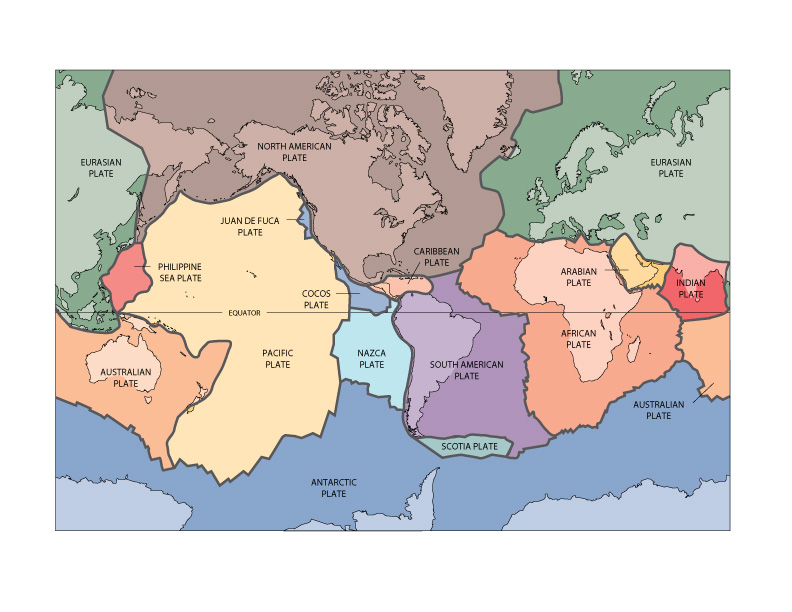 NORTH AMERICAN
PLATE
EURASIAN
PLATE
EURASIAN
PLATE
JUAN DE FUCA
PLATE
CARIBBEAN
PLATE
PHILIPPINE
SEA PLATE
ARABIAN
PLATE
INDIAN
PLATE
COCOS
PLATE
EQUATOR
AFRICAN
PLATE
PACIFIC
PLATE
NAZCA
PLATE
SOUTH AMERICAN
PLATE
AUSTRALIAN
PLATE
AUSTRALIAN
PLATE
SCOTIA PLATE
ANTARCTIC
PLATE